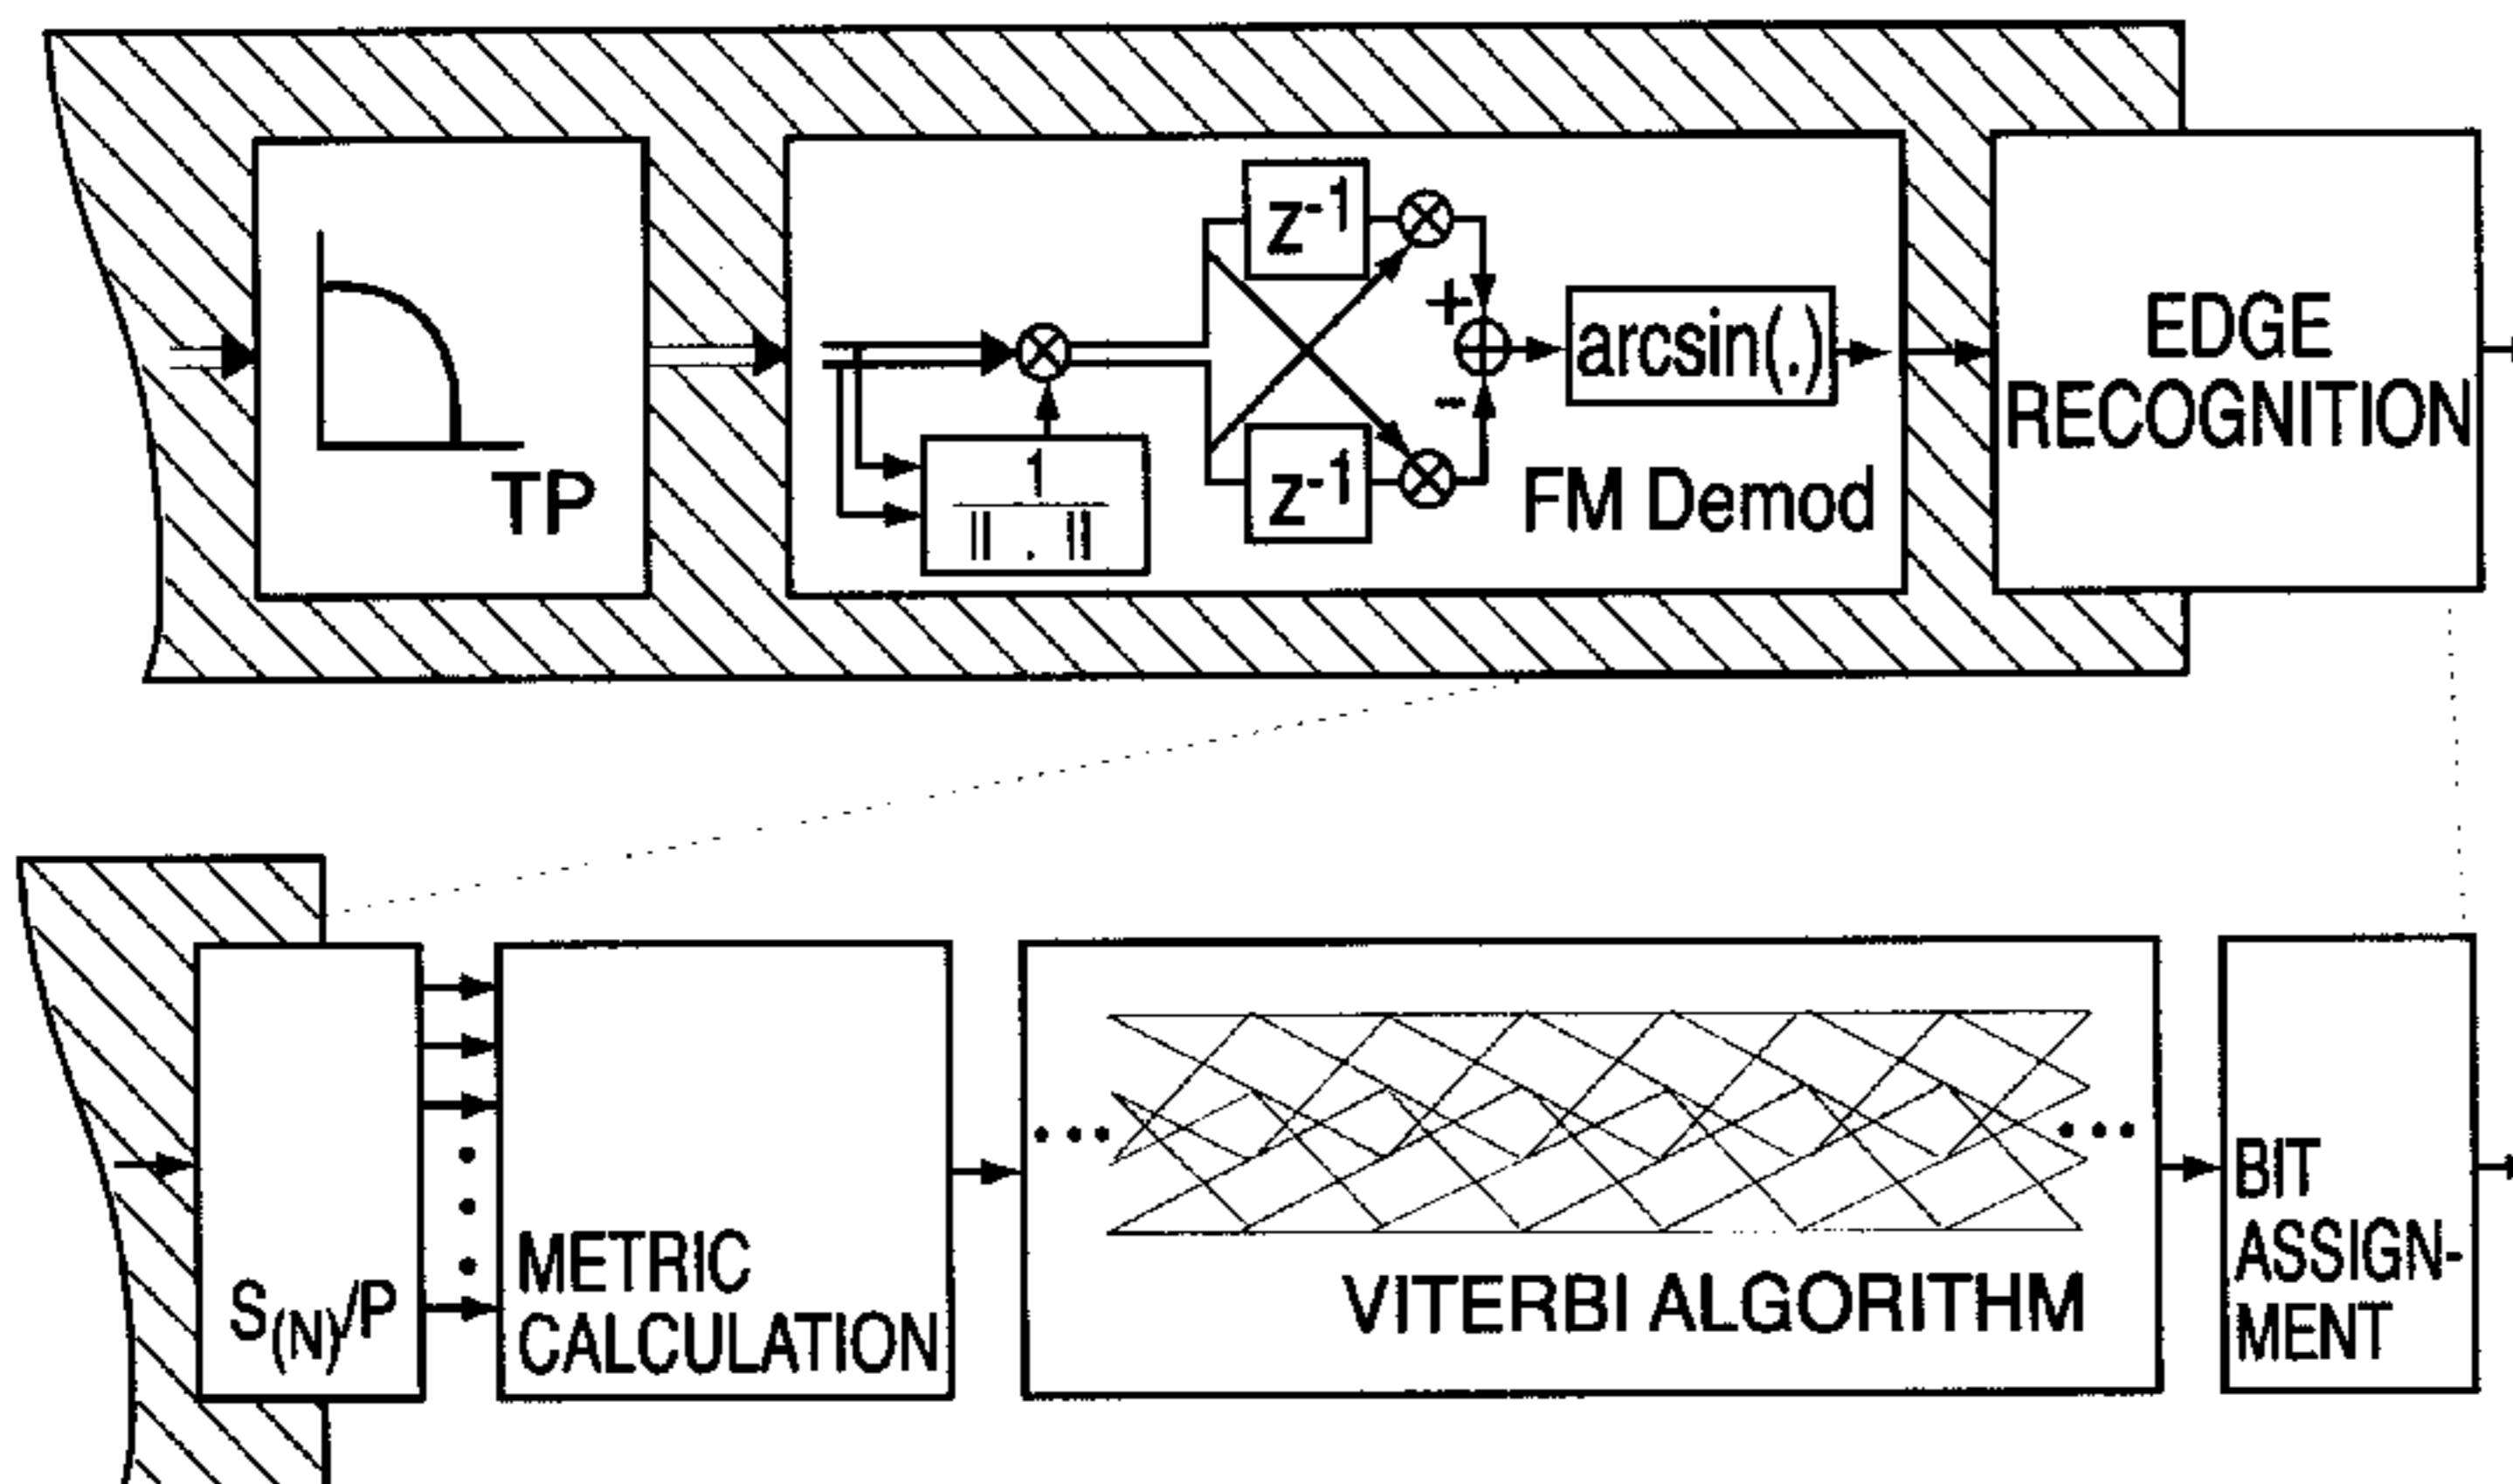 TP
z-1
+
-
z-1
1
|| . ||
arcsin(.)
FM Demod
EDGE
RECOGNITION
S(N)/P
METRIC
CALCULATION
VITERBI ALGORITHM
BIT
ASSIGN-
MENT